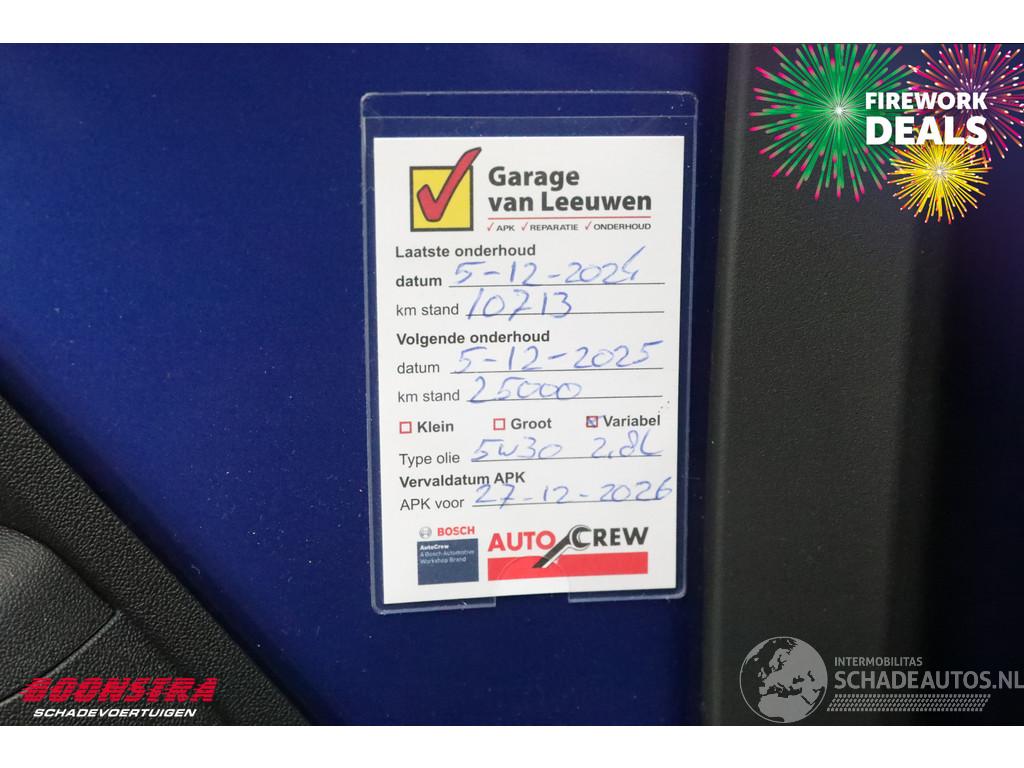 FIREWORK
DEALS
Garage
van Leeuwen
APK REPARATIE ONDERHOUD
Laatste onderhoud
datum 5-12-2024
km stand 10713
Volgende onderhoud
datum 5-12-2025
km stand 25000
Klein Groot Variabel
Type olie 5W30 2,8L
Vervaldatum APK
APK voor 27-12-2026
BOSCH
AutoCrew
A Bosch Automotive
Workshop Brand
AUTO CREW
BOONSTRA
SCHADEVOERTUIGEN
INTERMOBILITAS
SCHADEAUTOS.NL